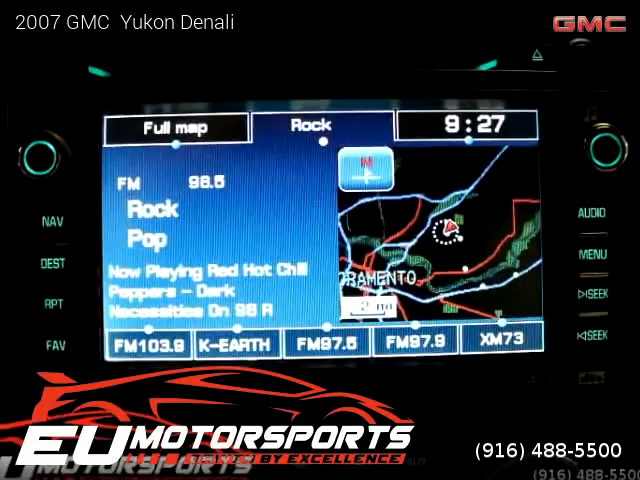 2007 GMC Yukon Denali
GMC
Full map
Rock
9:27
FM 98.5
Rock
Pop
Now Playing Red Hot Chili
Peppers - Dark
Necessities On 98 R
N
ORAMENTO
FM103.9
K-EARTH
FM97.5
FM97.9
XM73
NAV
DEST
RPT
FAV
AUDIO
MENU
SEEK
SEEK
EU MOTORSPORTS
DRIVEN BY EXCELLENCE
(916) 488-5500
MOTORSPORTS
(916) 488-5500